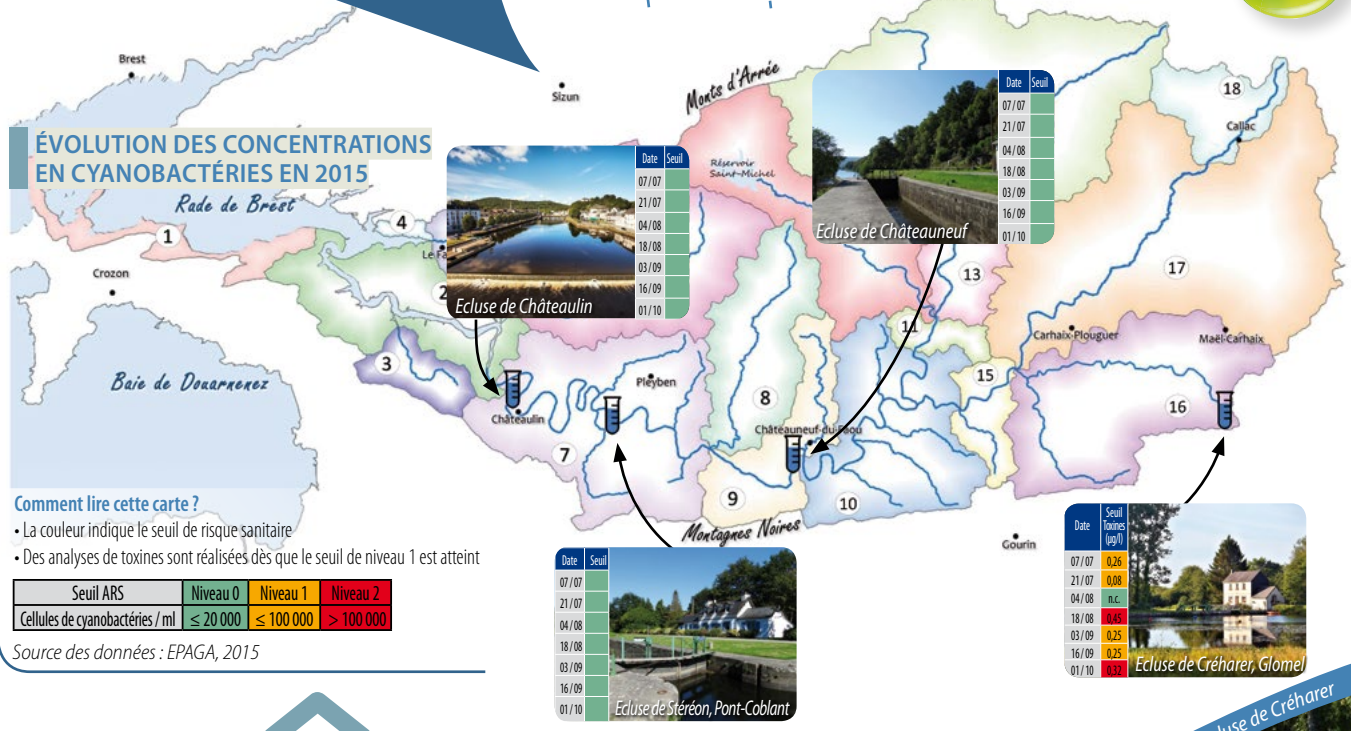 Brest
Sizun
Monts d'Arrée
18
Callac
ÉVOLUTION DES CONCENTRATIONS
EN CYANOBACTÉRIES EN 2015
Rade de Brest
4
1
Crozon
2
3
Baie de Douarnenez
Réservoir
Saint-Michel
Date Seuil
07/07
21/07
04/08
18/08
03/09
16/09
01/10
Ecluse de Châteaulin
Date Seuil
07/07
21/07
04/08
18/08
03/09
16/09
01/10
Ecluse de Châteauneuf
13
17
11
Carhaix-Plouguer
Maël-Carhaix
15
16
8
Pleyben
Châteaulin
Châteauneuf-du-Faou
7
9
10
Montagnes Noires
Gourin
Comment lire cette carte ?
• La couleur indique le seuil de risque sanitaire
• Des analyses de toxines sont réalisées dès que le seuil de niveau 1 est atteint
Seuil ARS Niveau 0 Niveau 1 Niveau 2
Cellules de cyanobactéries / ml ≤ 20 000 ≤ 100 000 > 100 000
Source des données : EPAGA, 2015
Date Seuil
07/07
21/07
04/08
18/08
03/09
16/09
01/10
Ecluse de Stéréon, Pont-Coblant
Date Seuil Toxines (µg/l)
07/07 0,26
21/07 0,08
04/08 n.c.
18/08 0,45
03/09 0,25
16/09 0,25
01/10 0,32
Ecluse de Créharer, Glomel
de Créharer